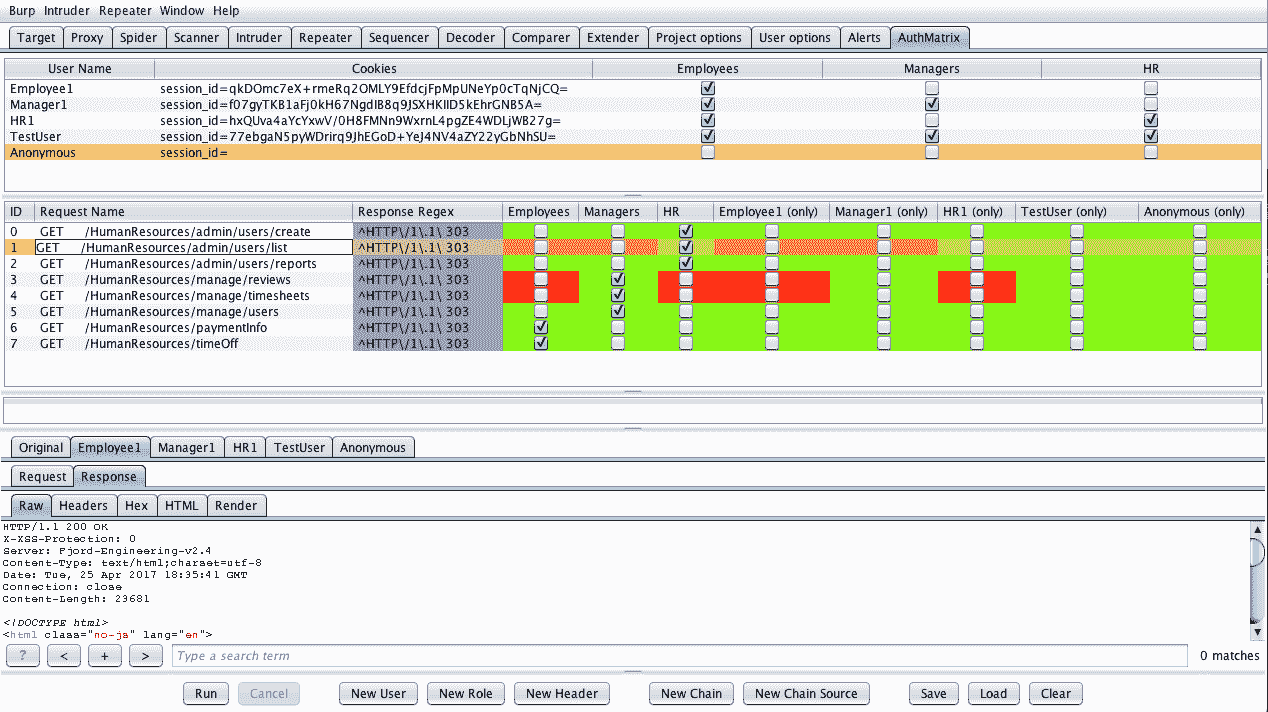 Burp Intruder Repeater Window Help
Target Proxy Spider Scanner Intruder Repeater Sequencer Decoder Comparer Extender Project options User options Alerts AuthMatrix
User Name Cookies Employees Managers HR
Employee1 session_id=qkDOmc7eX+rmeRq2OMLY9EfdcjFpMpUNeYp0cTqNjCQ=
Manager1 session_id=f07gyTKB1aFj0kH67NgdIB8q9JSXHKIID5kEhrGNB5A=
HR1 session_id=hxQUva4aYcYxwV/0H8FMNn9WxrnL4pgZE4WDLjWB27g=
TestUser session_id=77ebgaN5pyWDrirq9JhEGoD+YeJ4NV4aZY22yGbNhSU=
Anonymous session_id=
ID Request Name Response Regex Employees Managers HR Employee1 (only) Manager1 (only) HR1 (only) TestUser (only) Anonymous (only)
0 GET /HumanResources/admin/users/create ^HTTP\/1\.1\ 303
1 GET /HumanResources/admin/users/list ^HTTP\/1\.1\ 303
2 GET /HumanResources/admin/users/reports ^HTTP\/1\.1\ 303
3 GET /HumanResources/manage/reviews ^HTTP\/1\.1\ 303
4 GET /HumanResources/manage/timesheets ^HTTP\/1\.1\ 303
5 GET /HumanResources/manage/users ^HTTP\/1\.1\ 303
6 GET /HumanResources/paymentInfo ^HTTP\/1\.1\ 303
7 GET /HumanResources/timeOff ^HTTP\/1\.1\ 303
Original Employee1 Manager1 HR1 TestUser Anonymous
Request Response
Raw Headers Hex HTML Render
HTTP/1.1 200 OK
X-XSS-Protection: 0
Server: Fjord-Engineering-v2.4
Content-Type: text/html;charset=utf-8
Date: Tue, 25 Apr 2017 18:35:41 GMT
Connection: close
Content-Length: 23681
<!DOCTYPE html>
<html class="no-js" lang="en">
? < + > Type a search term 0 matches
Run Cancel New User New Role New Header New Chain New Chain Source Save Load Clear